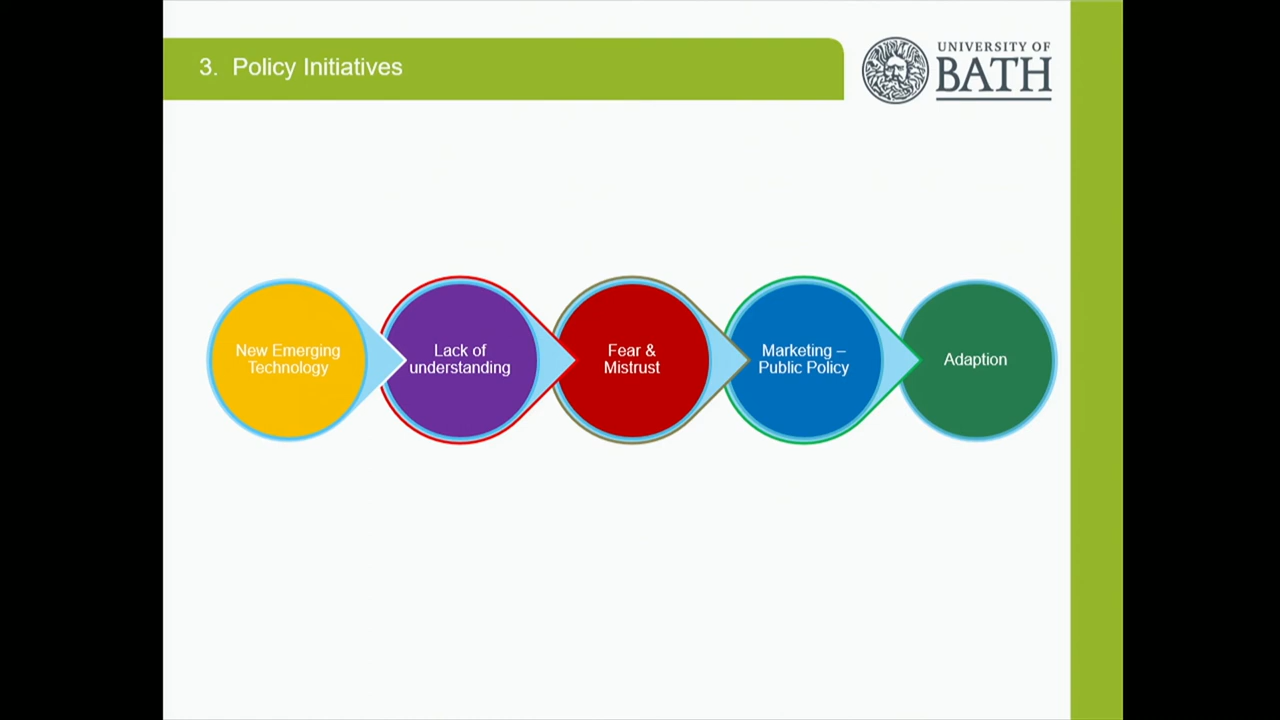 3. Policy Initiatives
UNIVERSITY OF
BATH
New Emerging
Technology
Lack of
understanding
Fear &
Mistrust
Marketing –
Public Policy
Adaption